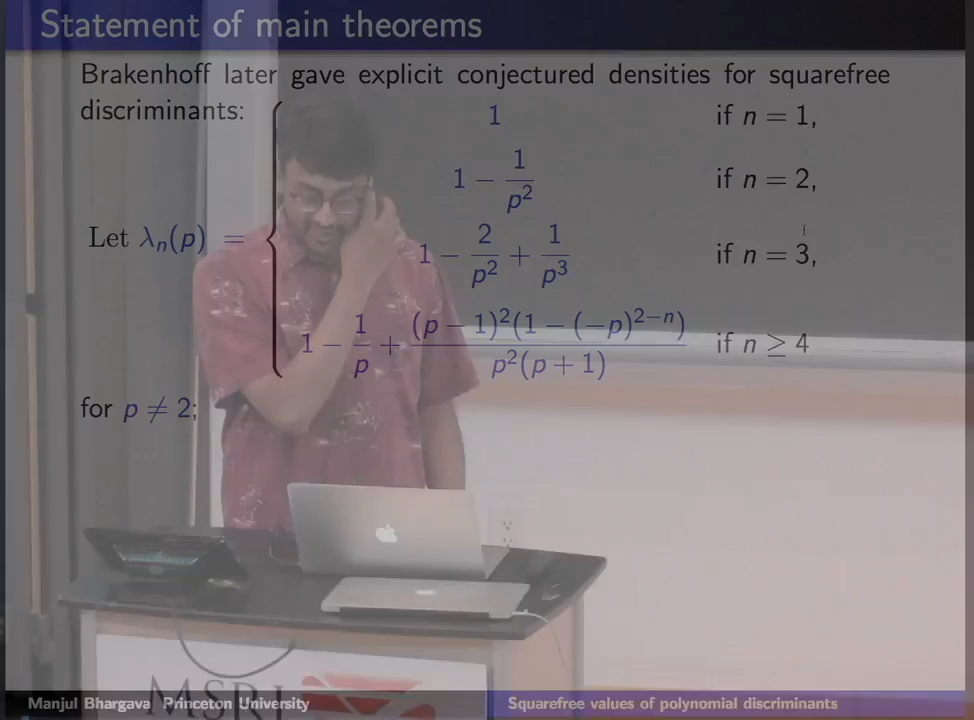 Statement of main theorems
Brakenhoff later gave explicit conjectured densities for squarefree
discriminants:
Let λₙ(p) = { 1 if n = 1,
1 − 1/p² if n = 2,
1 − 2/p² + 1/p³ if n = 3,
1 − 1/p + (p − 1)²(1 − (−p)²⁻ⁿ)/p²(p + 1) if n ≥ 4
for p ≠ 2;
MSRI
Manjul Bhargava Princeton University
Squarefree values of polynomial discriminants